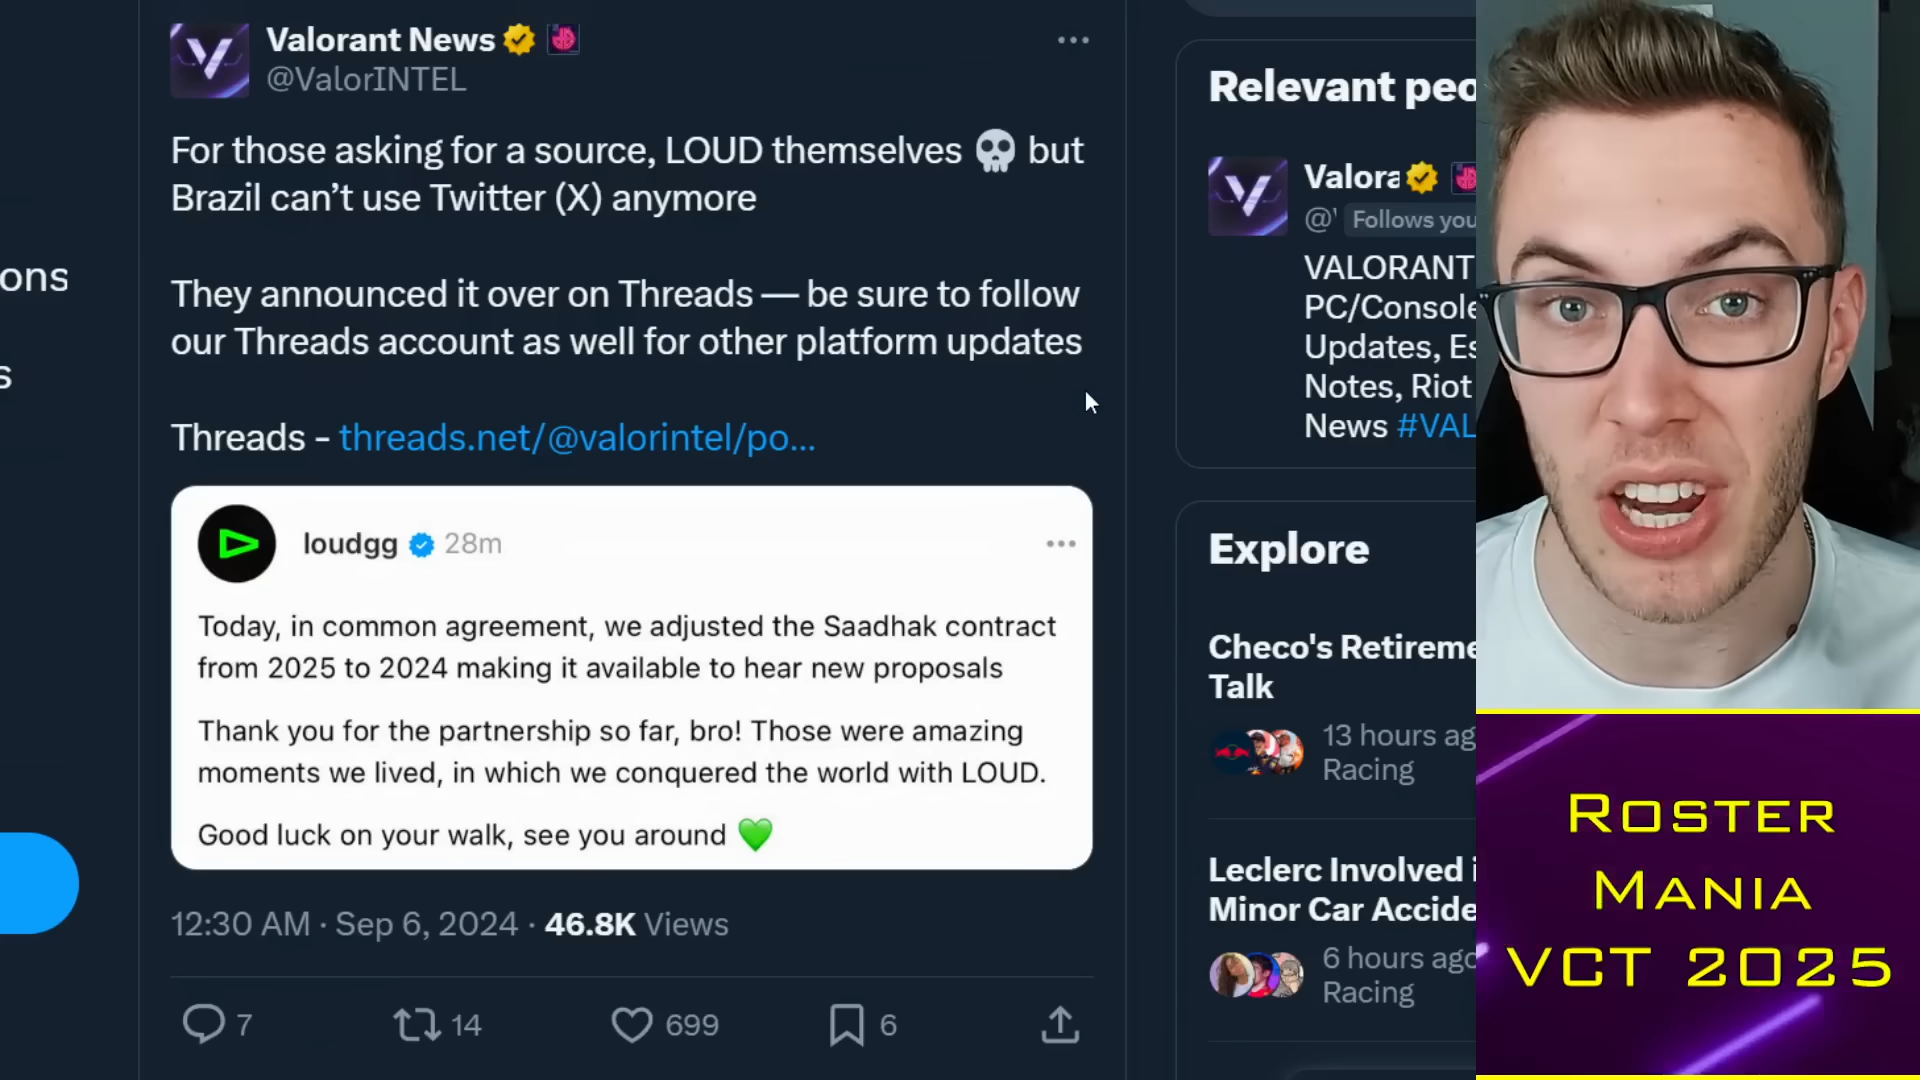 Valorant News
@ValorINTEL
For those asking for a source, LOUD themselves 💀 but
Brazil can’t use Twitter (X) anymore
They announced it over on Threads — be sure to follow
our Threads account as well for other platform updates
Threads - threads.net/@valorintel/po...
loudgg 28m
Today, in common agreement, we adjusted the Saadhak contract
from 2025 to 2024 making it available to hear new proposals
Thank you for the partnership so far, bro! Those were amazing
moments we lived, in which we conquered the world with LOUD.
Good luck on your walk, see you around 💚
12:30 AM · Sep 6, 2024 · 46.8K Views
7 14 699 6
ons
s
Relevant peo
Valora
@V Follows you
VALORANT
PC/Console
Updates, Es
Notes, Riot
News #VAL
Explore
Checo's Retireme
Talk
13 hours ag
Racing
Leclerc Involved i
Minor Car Accide
6 hours ago
Racing
ROSTER
MANIA
VCT 2025